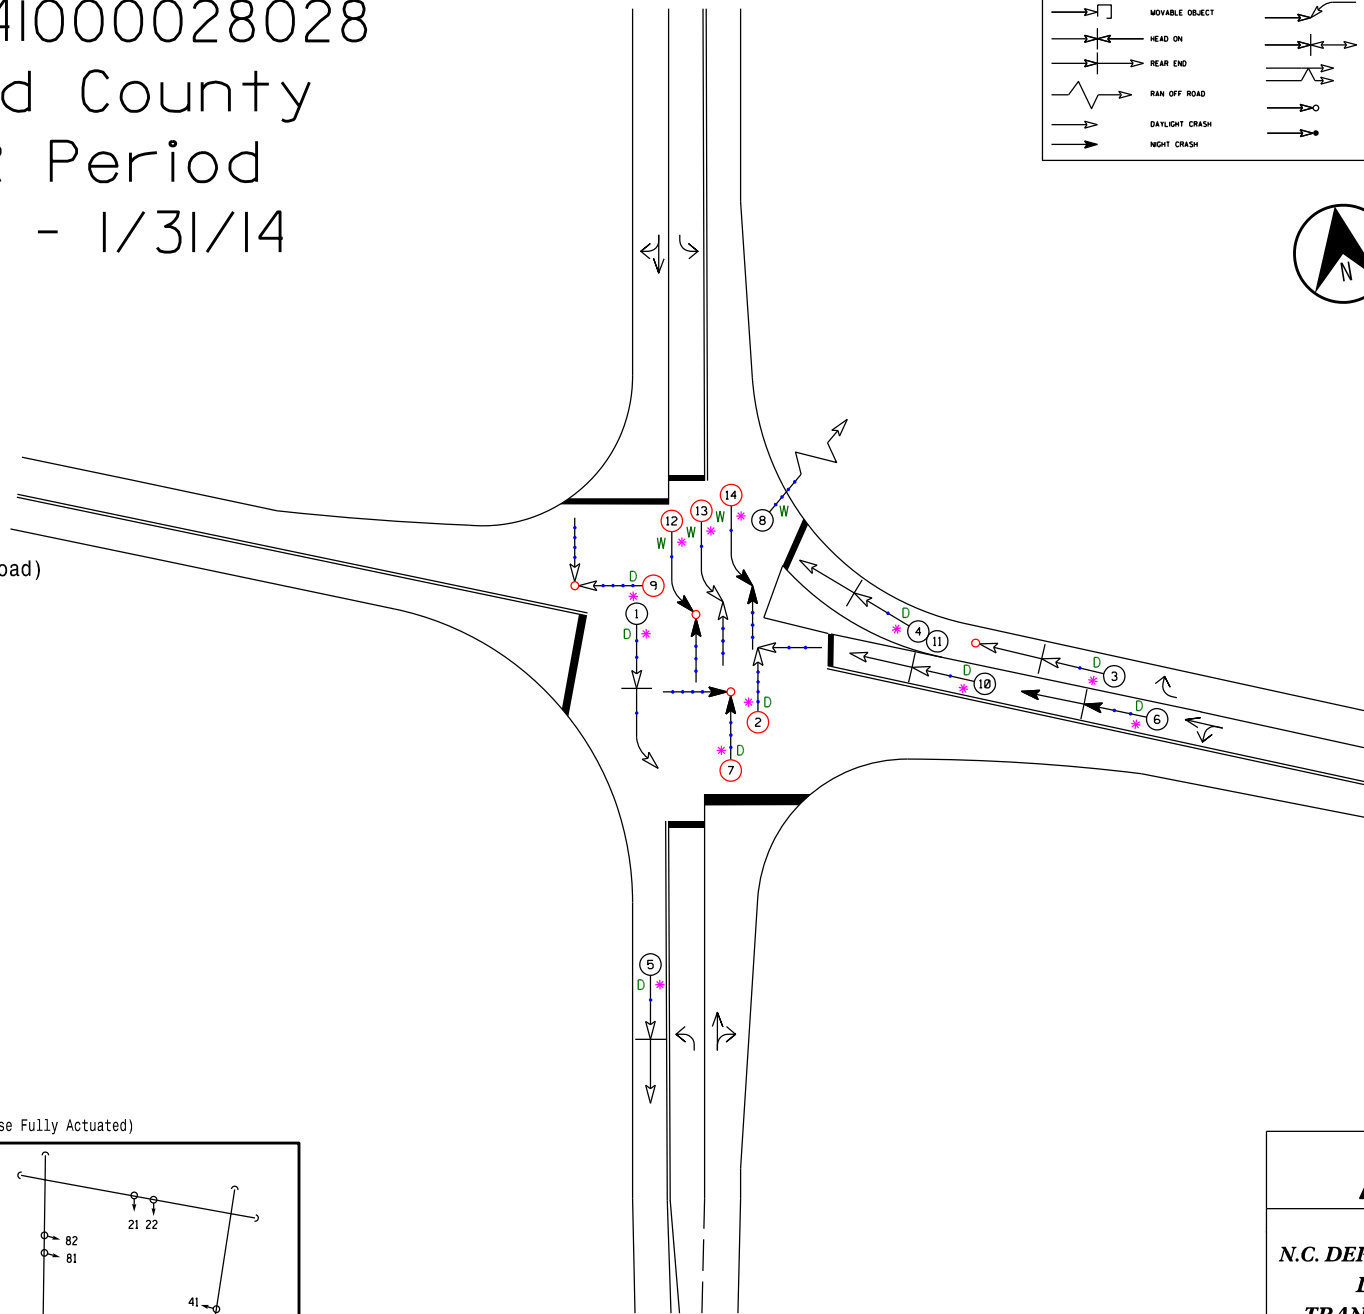 41000028028
d County
Period
- 1/31/14
MOVABLE OBJECT
HEAD ON
REAR END
RAN OFF ROAD
DAYLIGHT CRASH
NIGHT CRASH
N
oad)
14
13
12
W
W
W
8
W
D
9
1
D
D
4
11
D
3
D
10
D
6
D
2
D
7
5
D
se Fully Actuated)
21 22
82
81
41
N.C. DEP
TRAN